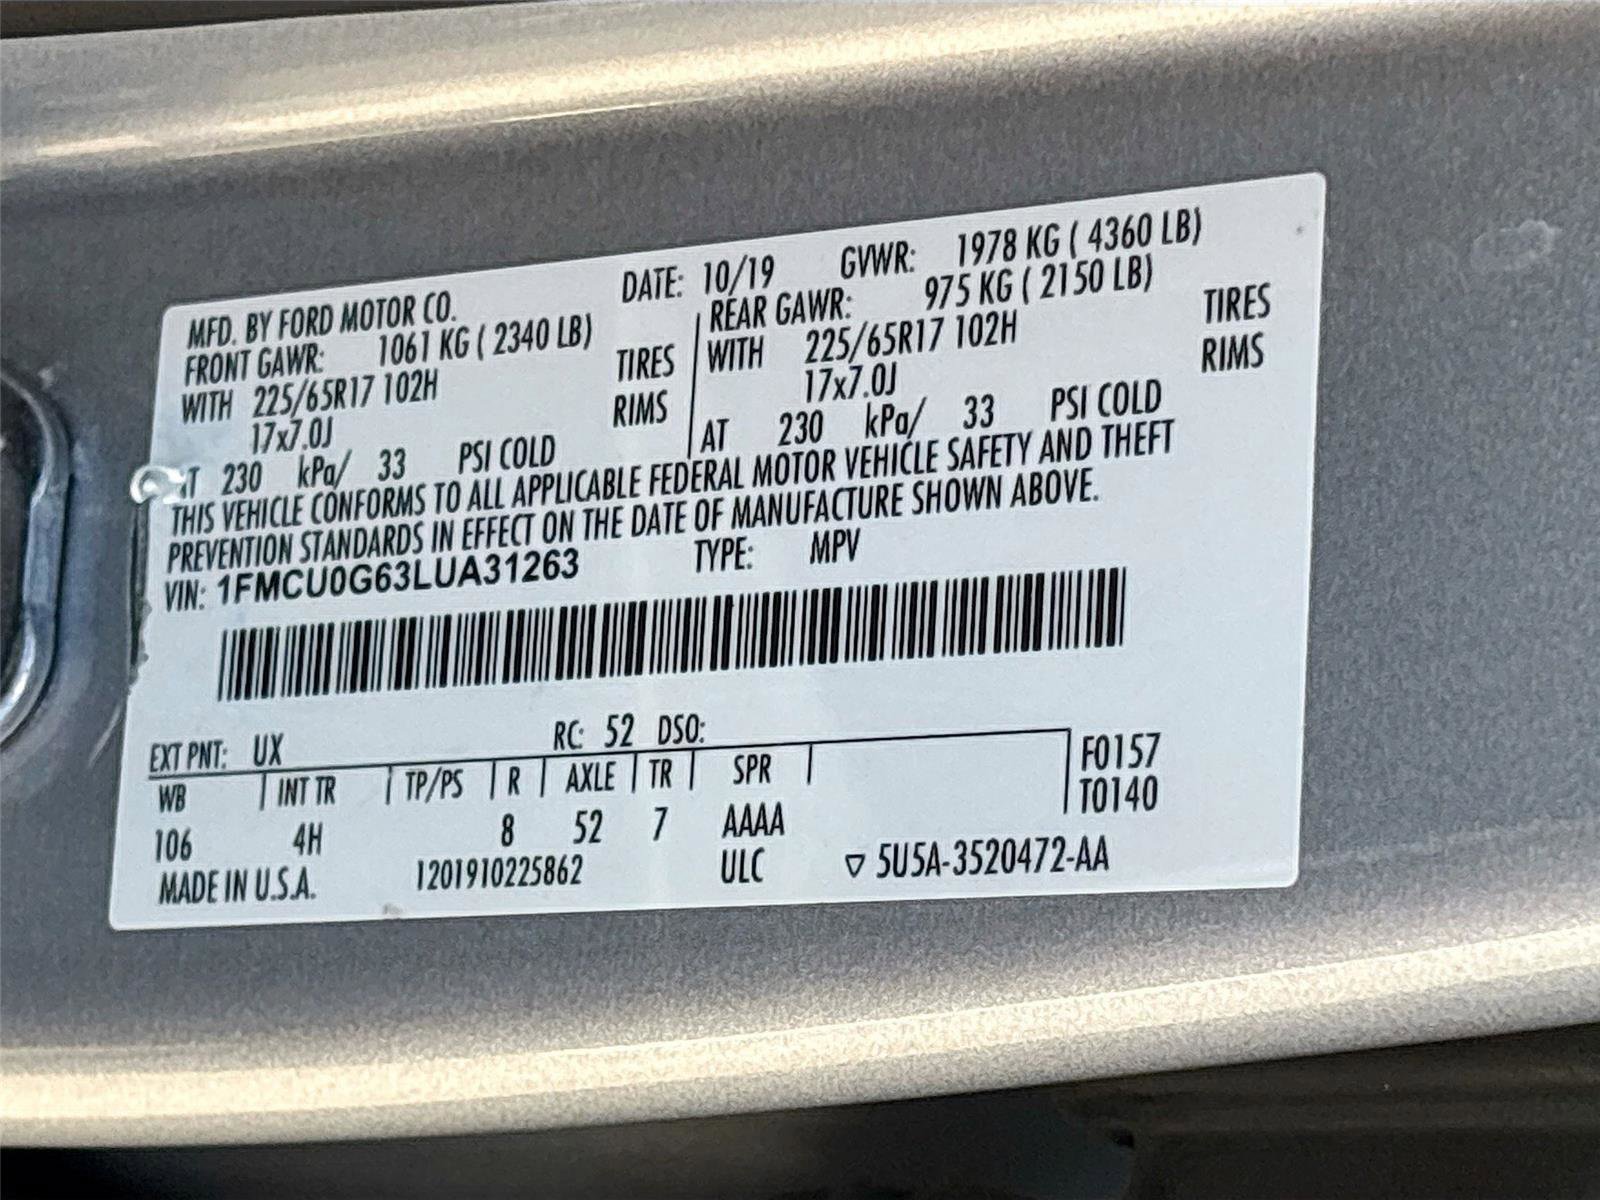 MFD. BY FORD MOTOR CO. DATE: 10/19 GVWR: 1978 KG ( 4360 LB)
FRONT GAWR: 1061 KG ( 2340 LB) REAR GAWR: 975 KG ( 2150 LB)
WITH 225/65R17 102H TIRES WITH 225/65R17 102H TIRES
17x7.0J RIMS 17x7.0J RIMS
AT 230 kPa/ 33 PSI COLD AT 230 kPa/ 33 PSI COLD
THIS VEHICLE CONFORMS TO ALL APPLICABLE FEDERAL MOTOR VEHICLE SAFETY AND THEFT
PREVENTION STANDARDS IN EFFECT ON THE DATE OF MANUFACTURE SHOWN ABOVE.
VIN: 1FMCU0G63LUA31263 TYPE: MPV
EXT PNT: UX RC: 52 DSO:
WB INT TR TP/PS R AXLE TR SPR F0157
106 4H 8 52 7 AAAA T0140
MADE IN U.S.A. 1201910225862 ULC ▽ 5U5A-3520472-AA